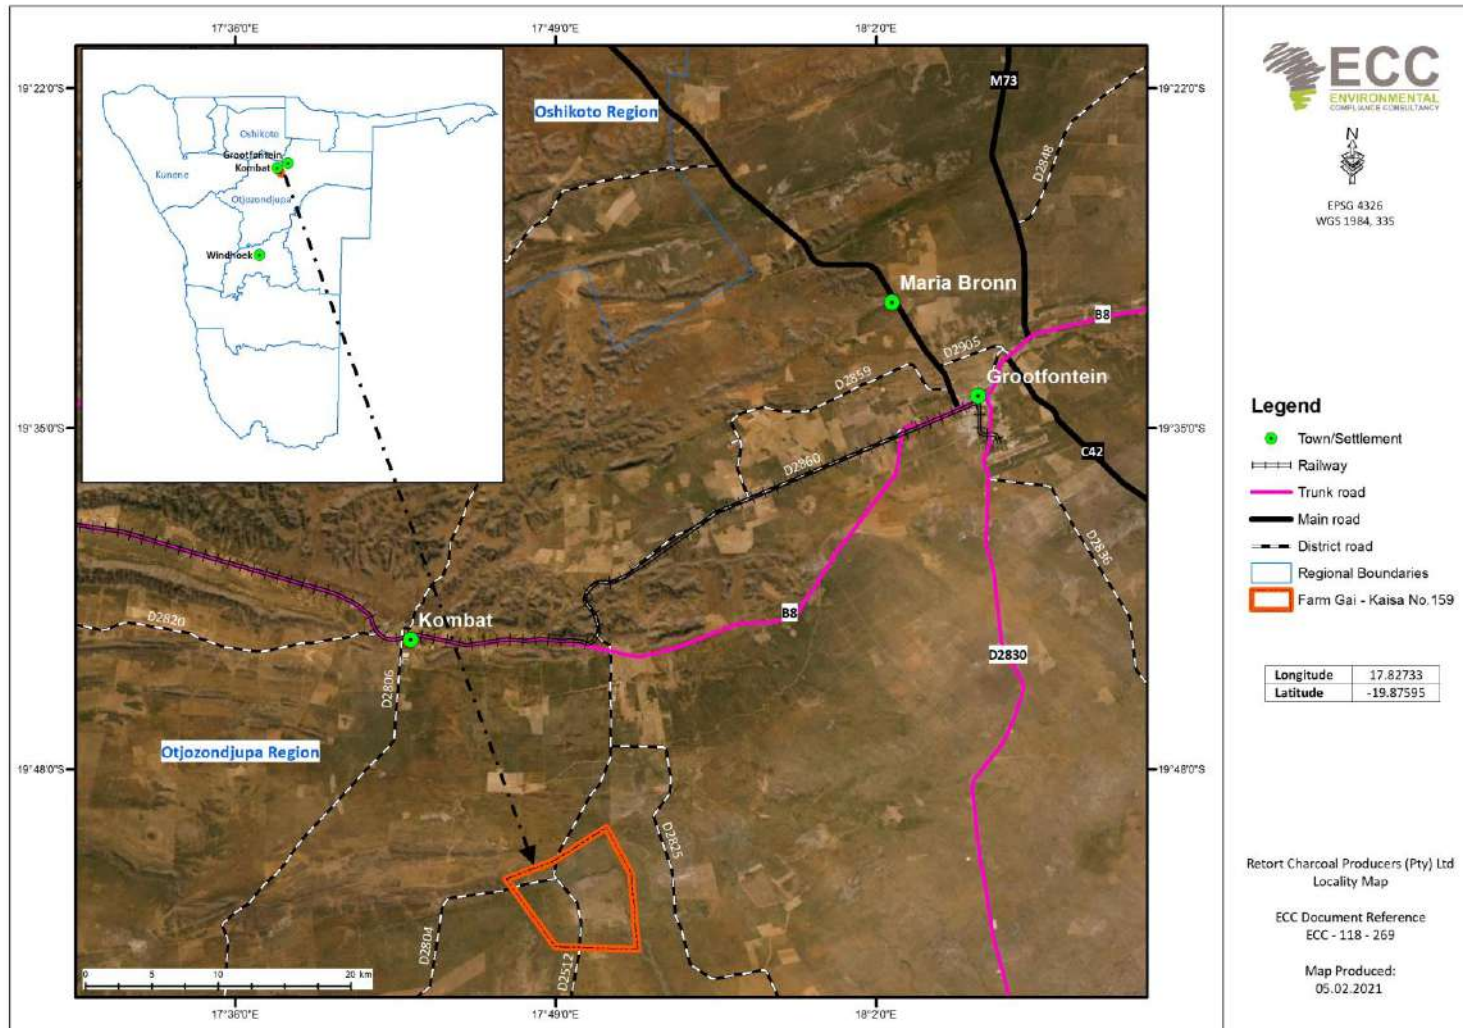 17°36'0"E
17°49'0"E
18°2'0"E
19°22'0"S
19°22'0"S
19°35'0"S
19°35'0"S
19°48'0"S
19°48'0"S
17°36'0"E
17°49'0"E
18°2'0"E
Oshikoto
Grootfontein
Kombat
Kunene
Otjozondjupa
Windhoek
Oshikoto Region
M73
D2848
Maria Bronn
B8
D2905
D2859
Grootfontein
D2860
C42
D2836
Kombat
D2820
B8
D2806
D2830
Otjozondjupa Region
D2825
D2804
D2512
0 5 10 20 km
ECC
ENVIRONMENTAL
COMPLIANCE CONSULTANCY
N
EPSG 4326
WGS 1984, 33S
Legend
Town/Settlement
Railway
Trunk road
Main road
District road
Regional Boundaries
Farm Gai - Kaisa No.159
Longitude 17.82733
Latitude -19.87595
Retort Charcoal Producers (Pty) Ltd
Locality Map
ECC Document Reference
ECC - 118 - 269
Map Produced:
05.02.2021